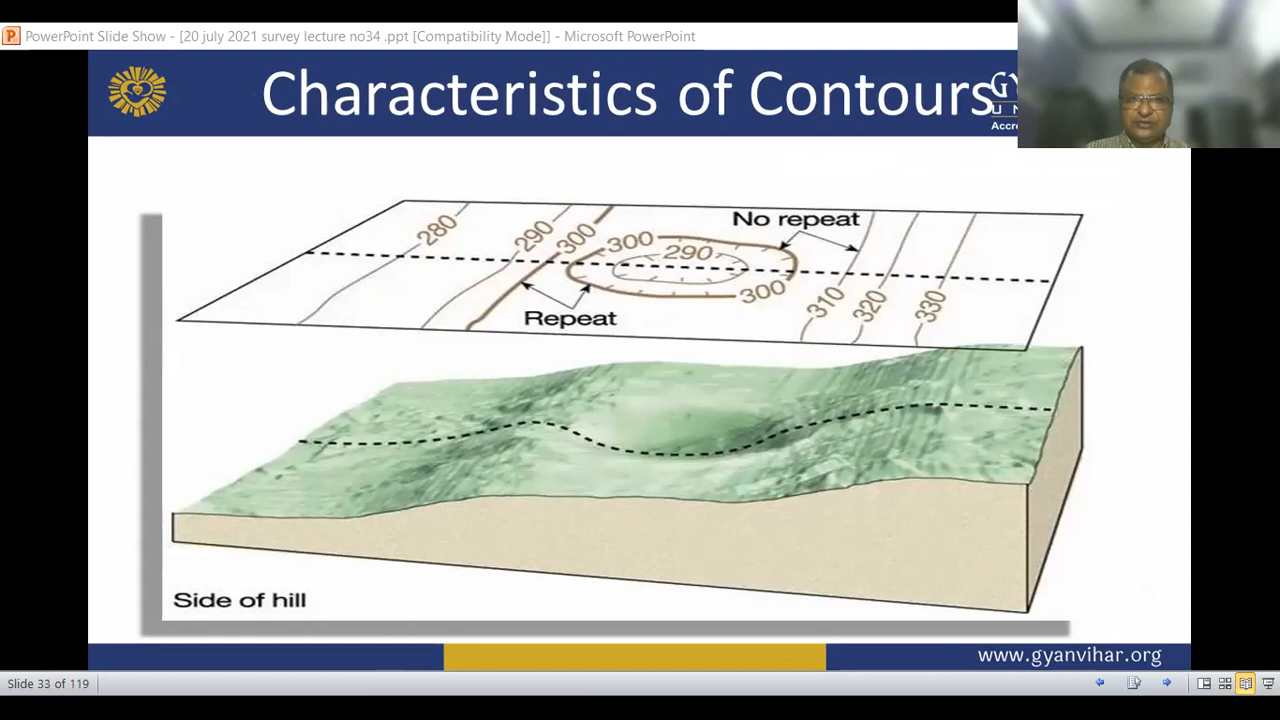 PowerPoint Slide Show - [20 july 2021 survey lecture no34 .ppt [Compatibility Mode]] - Microsoft PowerPoint
Characteristics of Contours
GY
U N
Accre
No repeat
280
290
300
300
290
300
310
320
330
Repeat
Side of hill
www.gyanvihar.org
Slide 33 of 119